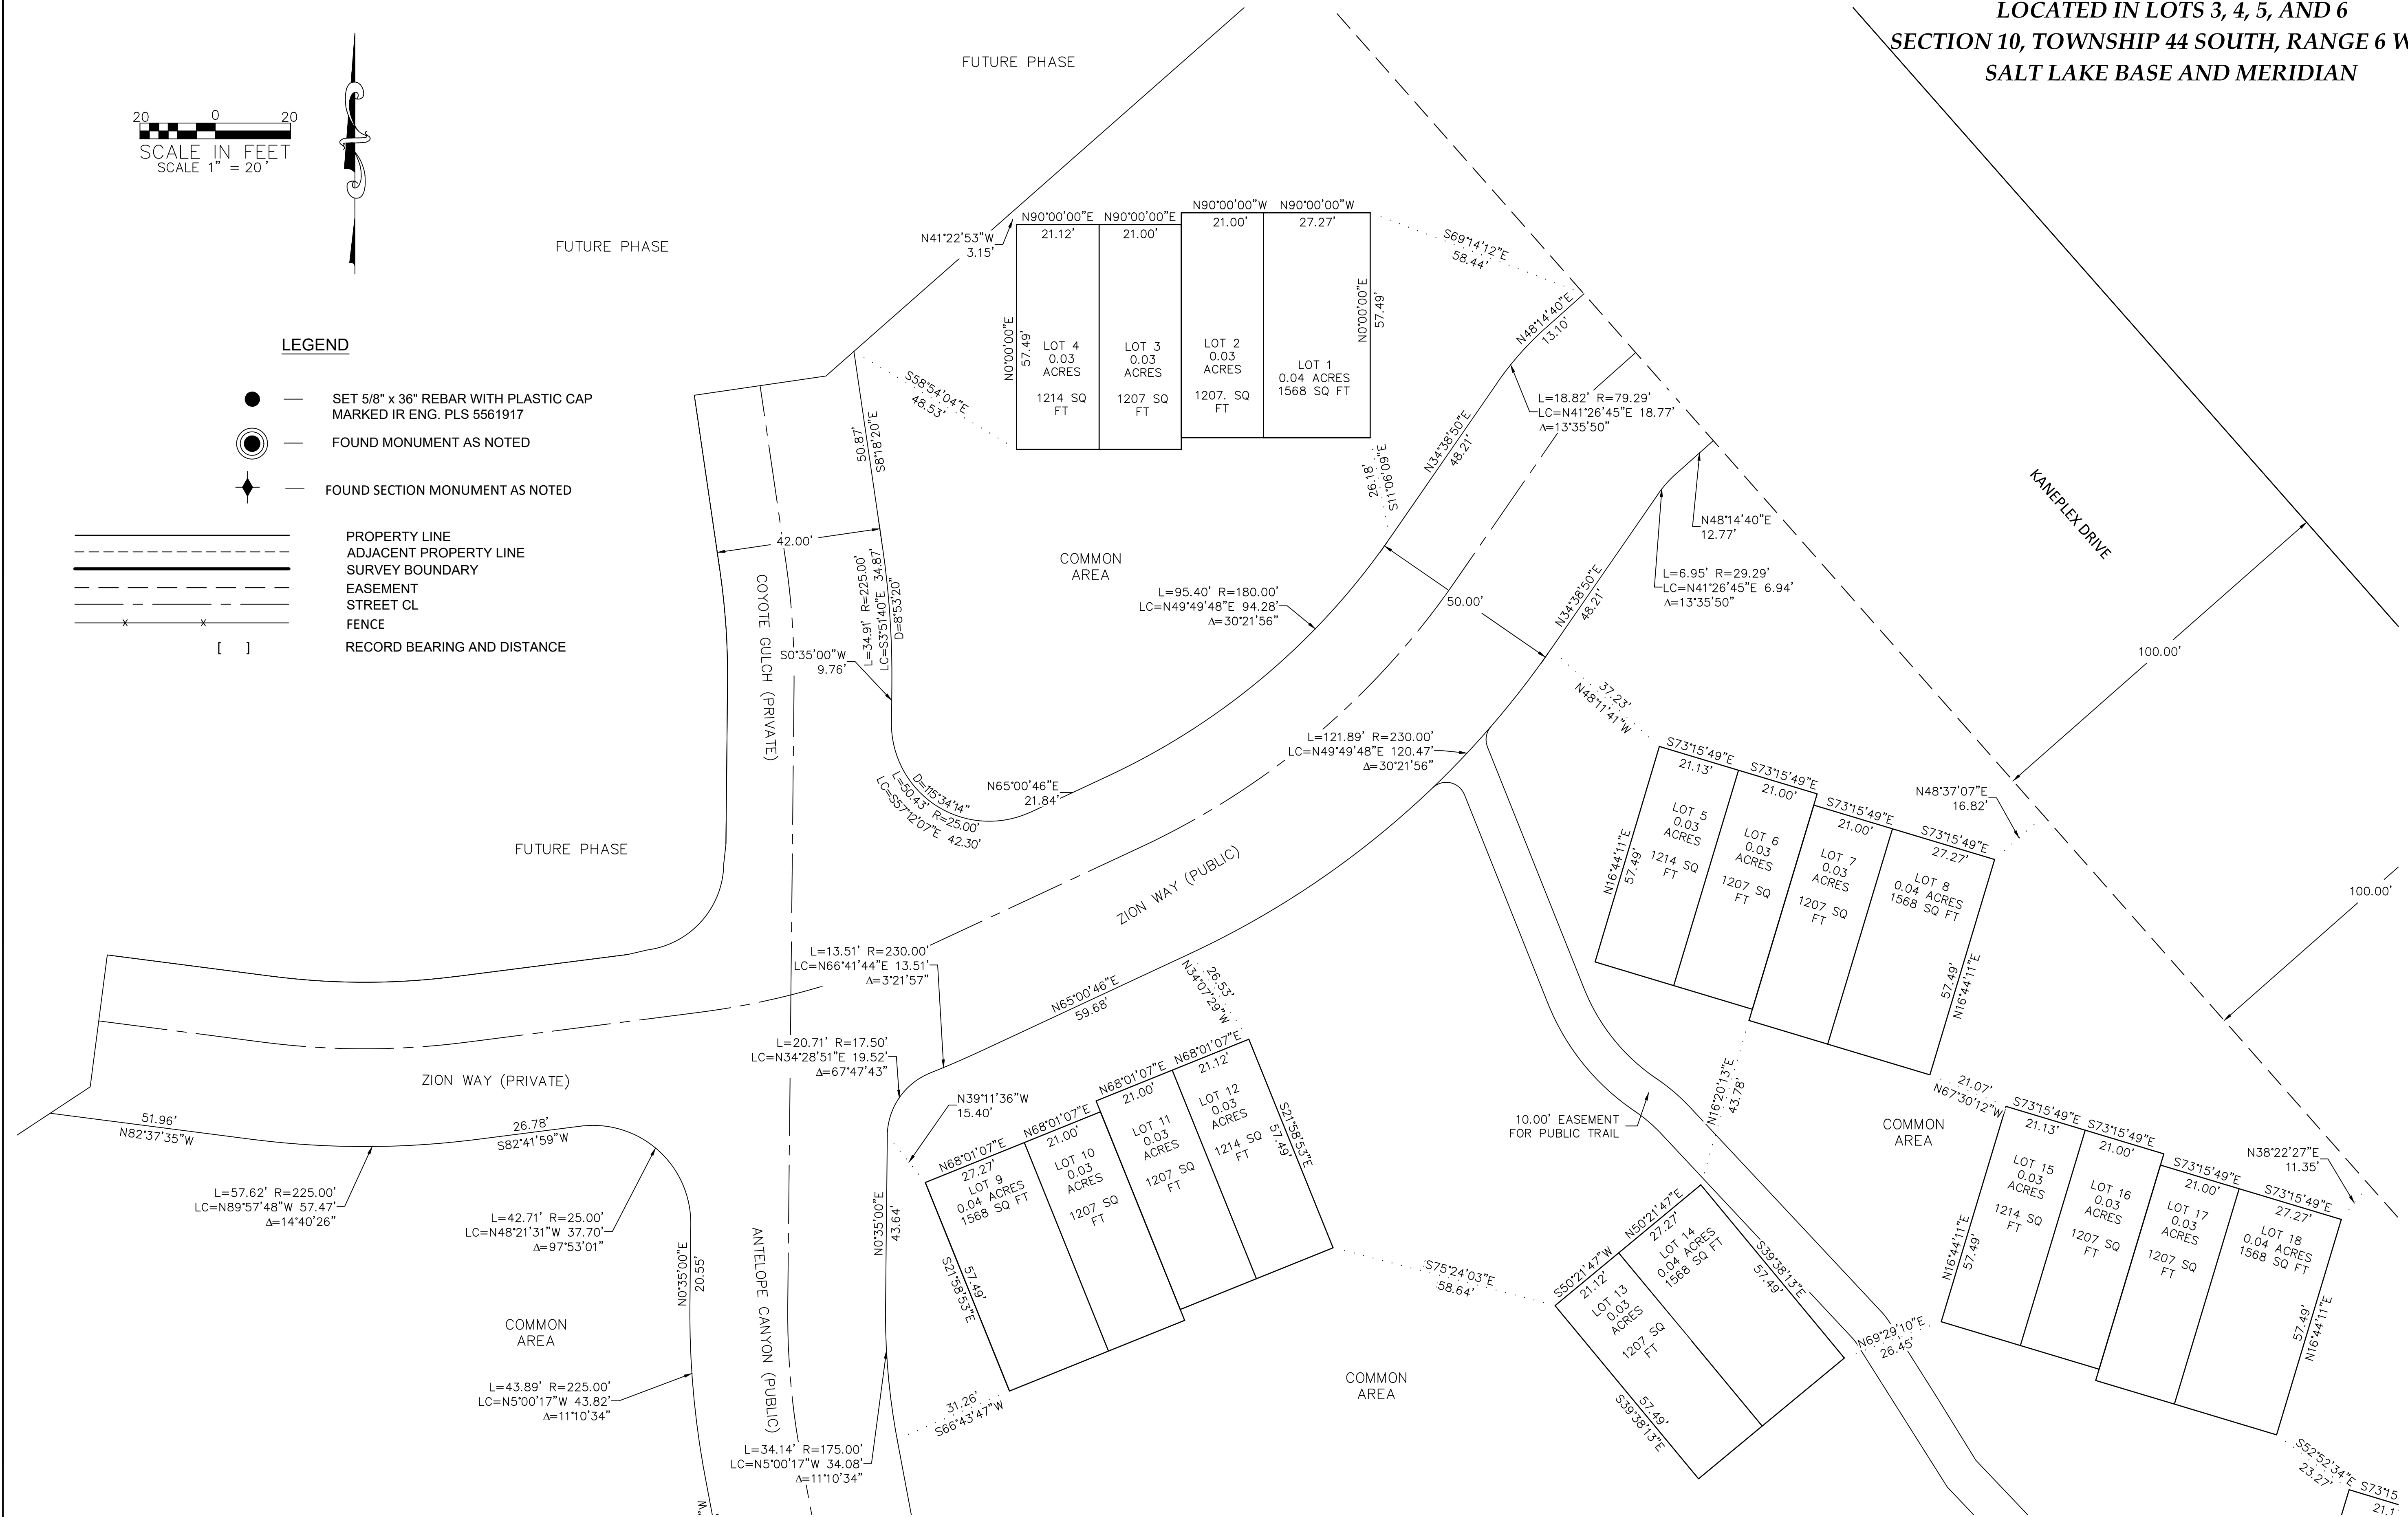 LOCATED IN LOTS 3, 4, 5, AND 6
SECTION 10, TOWNSHIP 44 SOUTH, RANGE 6 W
SALT LAKE BASE AND MERIDIAN
20 0 20
SCALE IN FEET
SCALE 1" = 20'
FUTURE PHASE
FUTURE PHASE
LEGEND
SET 5/8" x 36" REBAR WITH PLASTIC CAP
MARKED IR ENG. PLS 5561917
FOUND MONUMENT AS NOTED
FOUND SECTION MONUMENT AS NOTED
PROPERTY LINE
ADJACENT PROPERTY LINE
SURVEY BOUNDARY
EASEMENT
STREET CL
x x
FENCE
[ ]
RECORD BEARING AND DISTANCE
N41°22'53"W
3.15'
N90°00'00"E
21.12'
N90°00'00"E
21.00'
N90°00'00"W
21.00'
N90°00'00"W
27.27'
S69°14'12"E
58.44'
N0°00'00"E
57.49'
LOT 4
0.03
ACRES
1214 SQ
FT
LOT 3
0.03
ACRES
1207 SQ
FT
LOT 2
0.03
ACRES
1207. SQ
FT
LOT 1
0.04 ACRES
1568 SQ FT
N0°00'00"E
57.49'
S58°54'04"E
48.53'
S11°06'09"E
26.18'
N48°14'40"E
13.10'
L=18.82' R=79.29'
LC=N41°26'45"E 18.77'
Δ=13°35'50"
N34°38'50"E
48.21'
50.87'
S8°18'20"E
42.00'
COYOTE GULCH (PRIVATE)
L=34.91' R=225.00'
LC=S3°51'40"E 34.87'
D=8°53'20"
S0°35'00"W
9.76'
D=115°34'14"
L=50.43' R=25.00'
LC=S57°12'07"E 42.30'
COMMON
AREA
L=95.40' R=180.00'
LC=N49°49'48"E 94.28'
Δ=30°21'56"
N65°00'46"E
21.84'
50.00'
N34°38'50"E
48.21'
N48°14'40"E
12.77'
L=6.95' R=29.29'
LC=N41°26'45"E 6.94'
Δ=13°35'50"
KANEPLEX DRIVE
100.00'
100.00'
L=121.89' R=230.00'
LC=N49°49'48"E 120.47'
Δ=30°21'56"
37.23'
N48°11'41"W
S73°15'49"E
21.13'
S73°15'49"E
21.00'
S73°15'49"E
21.00'
S73°15'49"E
27.27'
N48°37'07"E
16.82'
LOT 5
0.03
ACRES
1214 SQ
FT
LOT 6
0.03
ACRES
1207 SQ
FT
LOT 7
0.03
ACRES
1207 SQ
FT
LOT 8
0.04 ACRES
1568 SQ FT
N16°44'11"E
57.49'
57.49'
N16°44'11"E
FUTURE PHASE
ZION WAY (PUBLIC)
L=13.51' R=230.00'
LC=N66°41'44"E 13.51'
Δ=3°21'57"
N65°00'46"E
59.68'
26.53'
N34°07'29"W
L=20.71' R=17.50'
LC=N34°28'51"E 19.52'
Δ=67°47'43"
N39°11'36"W
15.40'
ZION WAY (PRIVATE)
51.96'
N82°37'35"W
26.78'
S82°41'59"W
L=57.62' R=225.00'
LC=N89°57'48"W 57.47'
Δ=14°40'26"
L=42.71' R=25.00'
LC=N48°21'31"W 37.70'
Δ=97°53'01"
N0°35'00"E
20.55'
N0°35'00"E
43.64'
ANTELOPE CANYON (PUBLIC)
COMMON
AREA
L=43.89' R=225.00'
LC=N5°00'17"W 43.82'
Δ=11°10'34"
L=34.14' R=175.00'
LC=N5°00'17"W 34.08'
Δ=11°10'34"
N68°01'07"E
27.27'
N68°01'07"E
21.00'
N68°01'07"E
21.00'
N68°01'07"E
21.12'
LOT 9
0.04 ACRES
1568 SQ FT
LOT 10
0.03
ACRES
1207 SQ
FT
LOT 11
0.03
ACRES
1207 SQ
FT
LOT 12
0.03
ACRES
1214 SQ
FT
57.49'
S21°58'53"E
S21°58'53"E
57.49'
31.26'
S66°43'47"W
S75°24'03"E
58.64'
COMMON
AREA
10.00' EASEMENT
FOR PUBLIC TRAIL
N16°20'13"E
43.78'
S50°21'47"W
21.12'
N50°21'47"E
27.27'
LOT 13
0.03
ACRES
1207 SQ
FT
LOT 14
0.04 ACRES
1568 SQ FT
S39°38'13"E
57.49'
57.49'
S39°38'13"E
N69°29'10"E
26.45'
COMMON
AREA
21.07'
N67°30'12"W
S73°15'49"E
21.13'
S73°15'49"E
21.00'
S73°15'49"E
21.00'
S73°15'49"E
27.27'
N38°22'27"E
11.35'
LOT 15
0.03
ACRES
1214 SQ
FT
LOT 16
0.03
ACRES
1207 SQ
FT
LOT 17
0.03
ACRES
1207 SQ
FT
LOT 18
0.04 ACRES
1568 SQ FT
N16°44'11"E
57.49'
57.49'
N16°44'11"E
S52°52'34"E
23.27'
S73°15
21.1